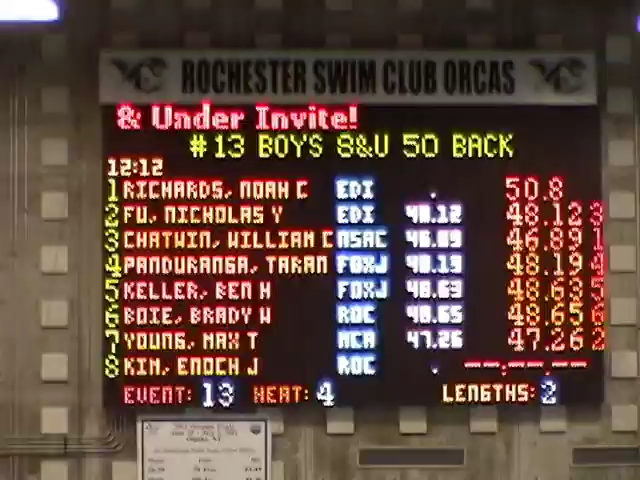 ROCHESTER SWIM CLUB ORCAS
& Under Invite!
#13 BOYS 8&U 50 BACK
12:12
1 RICHARDS, NOAH C EDI . 50.8
2 FU, NICHOLAS Y EDI 48.12 48.12 3
3 CHATWIN, WILLIAM C NSAC 46.89 46.89 1
4 PANDURANGA, TARAN FOXJ 48.19 48.19 4
5 KELLER, BEN H FOXJ 48.63 48.63 5
6 BOIE, BRADY W ROC 48.65 48.65 6
7 YOUNG, MAX T MCA 47.26 47.26 2
8 KIM, ENOCH J ROC . --.--
EVENT: 13 HEAT: 4 LENGTHS: 2